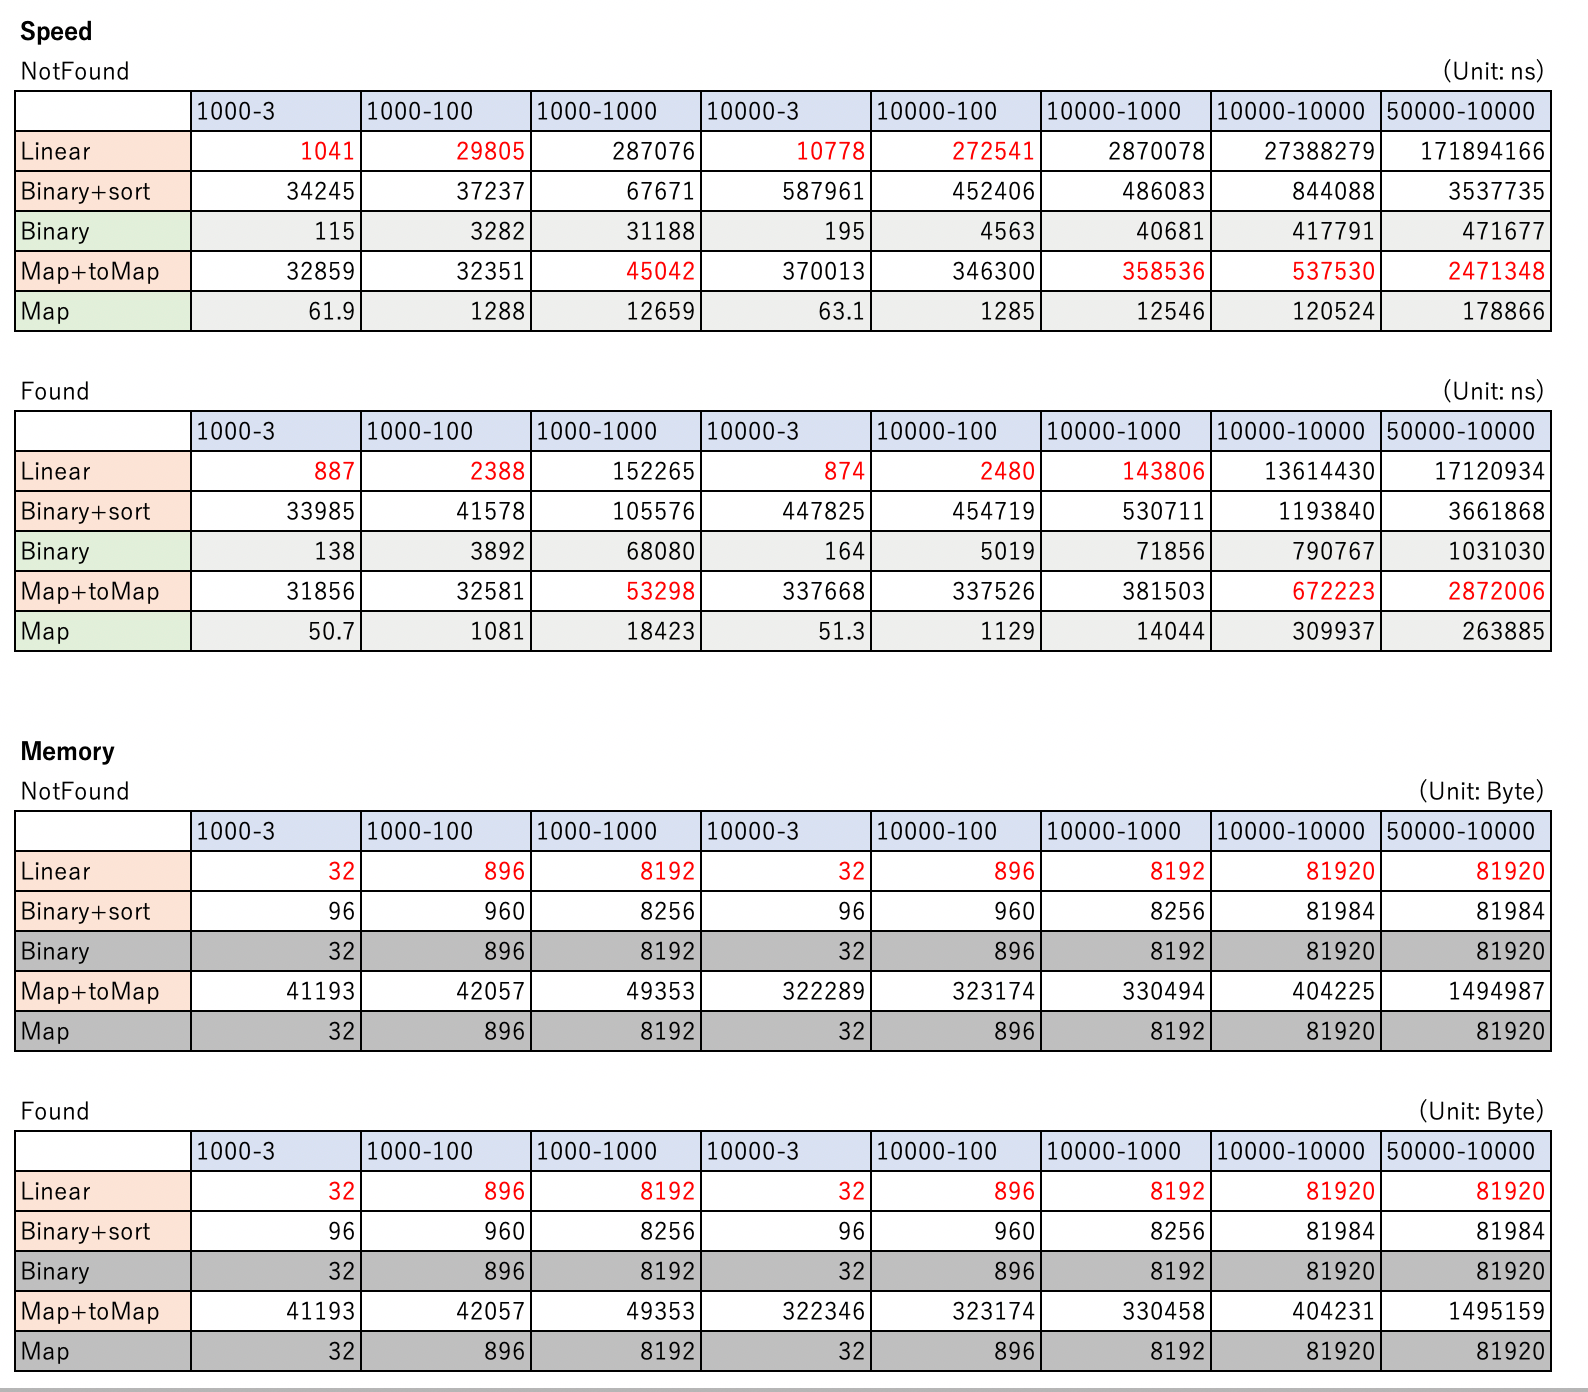 Speed
NotFound (Unit: ns)
1000-3 1000-100 1000-1000 10000-3 10000-100 10000-1000 10000-10000 50000-10000
Linear 1041 29805 287076 10778 272541 2870078 27388279 171894166
Binary+sort 34245 37237 67671 587961 452406 486083 844088 3537735
Binary 115 3282 31188 195 4563 40681 417791 471677
Map+toMap 32859 32351 45042 370013 346300 358536 537530 2471348
Map 61.9 1288 12659 63.1 1285 12546 120524 178866
Found (Unit: ns)
1000-3 1000-100 1000-1000 10000-3 10000-100 10000-1000 10000-10000 50000-10000
Linear 887 2388 152265 874 2480 143806 13614430 17120934
Binary+sort 33985 41578 105576 447825 454719 530711 1193840 3661868
Binary 138 3892 68080 164 5019 71856 790767 1031030
Map+toMap 31856 32581 53298 337668 337526 381503 672223 2872006
Map 50.7 1081 18423 51.3 1129 14044 309937 263885
Memory
NotFound (Unit: Byte)
1000-3 1000-100 1000-1000 10000-3 10000-100 10000-1000 10000-10000 50000-10000
Linear 32 896 8192 32 896 8192 81920 81920
Binary+sort 96 960 8256 96 960 8256 81984 81984
Binary 32 896 8192 32 896 8192 81920 81920
Map+toMap 41193 42057 49353 322289 323174 330494 404225 1494987
Map 32 896 8192 32 896 8192 81920 81920
Found (Unit: Byte)
1000-3 1000-100 1000-1000 10000-3 10000-100 10000-1000 10000-10000 50000-10000
Linear 32 896 8192 32 896 8192 81920 81920
Binary+sort 96 960 8256 96 960 8256 81984 81984
Binary 32 896 8192 32 896 8192 81920 81920
Map+toMap 41193 42057 49353 322346 323174 330458 404231 1495159
Map 32 896 8192 32 896 8192 81920 81920